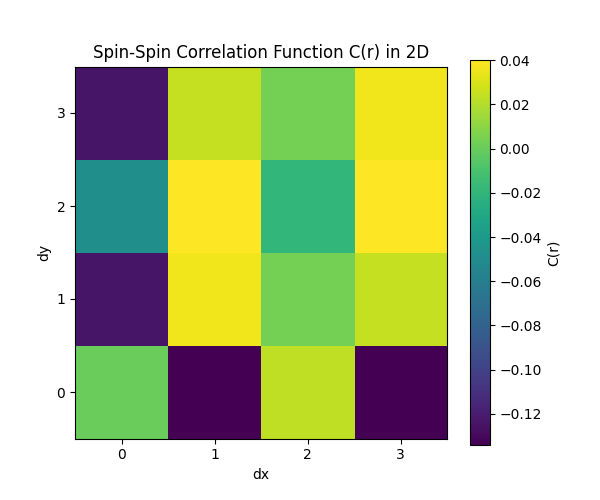 Spin-Spin Correlation Function C(r) in 2D
3
2
1
0
dy
0 1 2 3
dx
0.04
0.02
0.00
−0.02
−0.04
−0.06
−0.08
−0.10
−0.12
C(r)